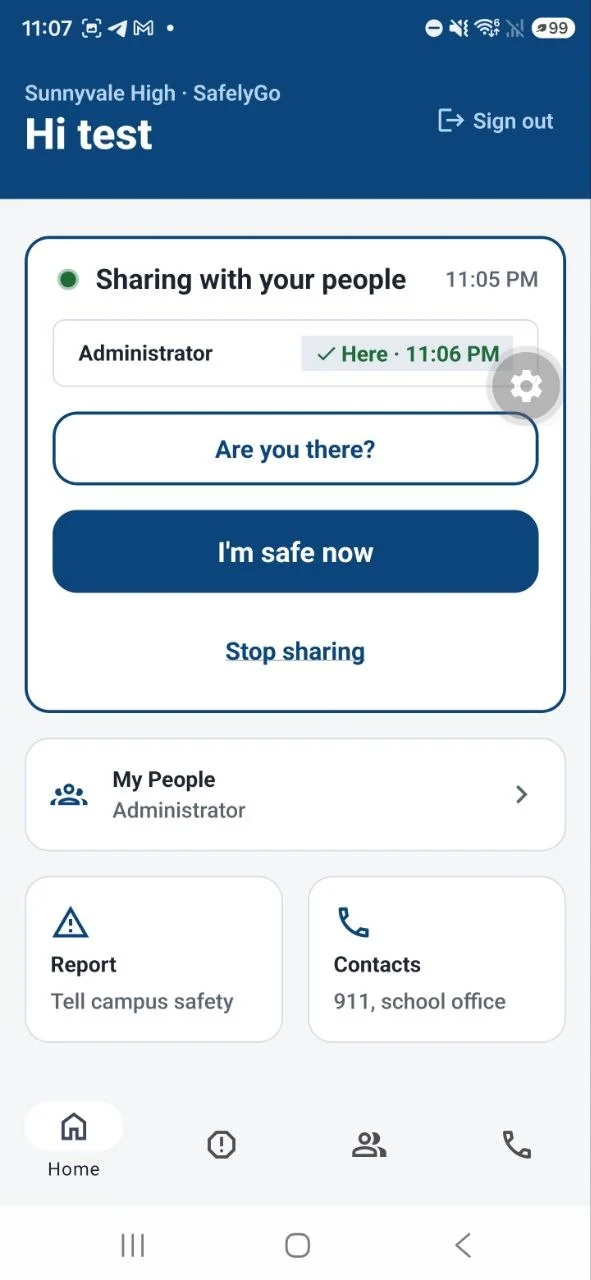 11:07
99
Sunnyvale High · SafelyGo
Hi test
Sign out
Sharing with your people
11:05 PM
Administrator
✓ Here · 11:06 PM
Are you there?
I'm safe now
Stop sharing
My People
Administrator
Report
Tell campus safety
Contacts
911, school office
Home